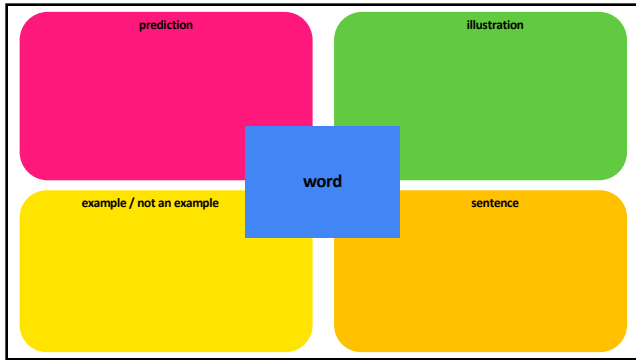 prediction
illustration
word
example / not an example
sentence